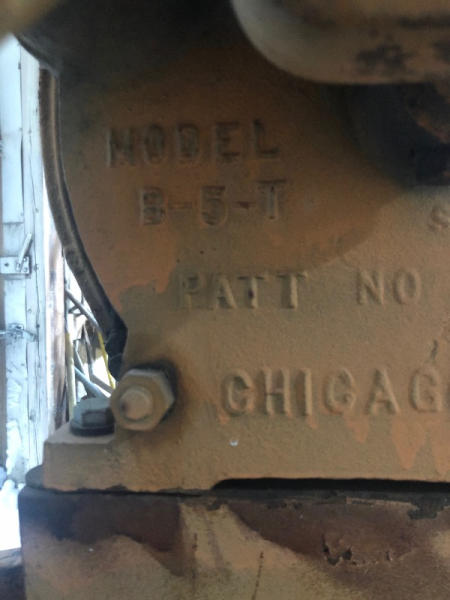 MODEL
B-5-T
PATT NO
CHICAG